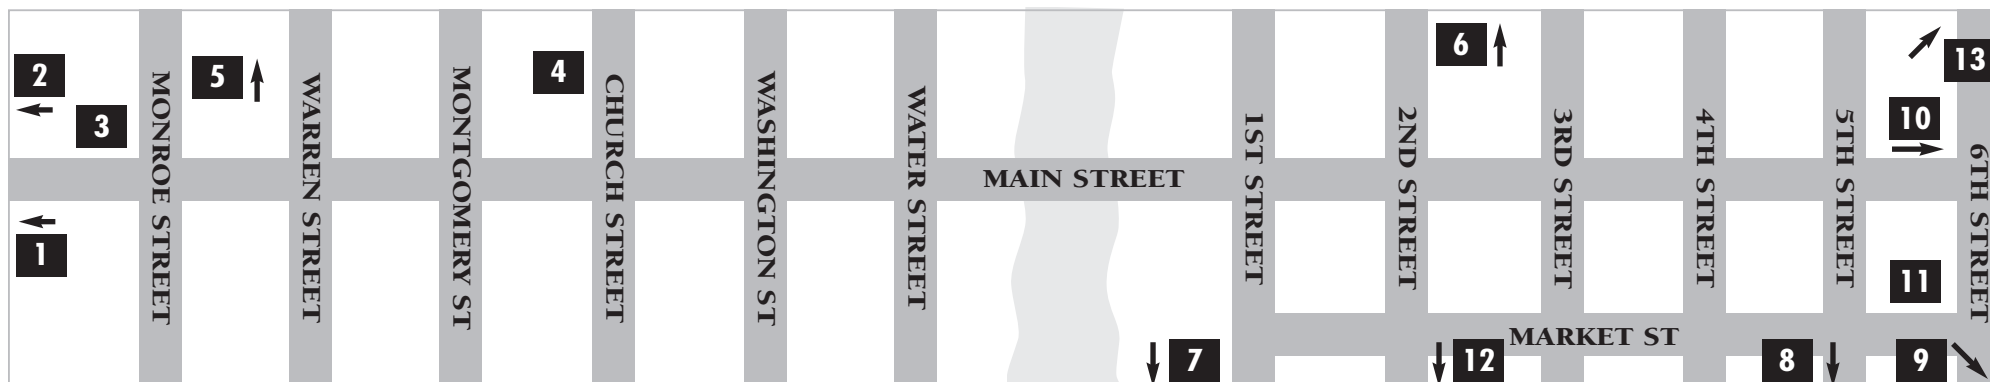 2
3
MONROE STREET
5
WARREN STREET
MONTGOMERY ST
4
CHURCH STREET
WASHINGTON ST
WATER STREET
MAIN STREET
1ST STREET
2ND STREET
6
3RD STREET
4TH STREET
5TH STREET
13
10
6TH STREET
1
11
MARKET ST
7
12
8
9